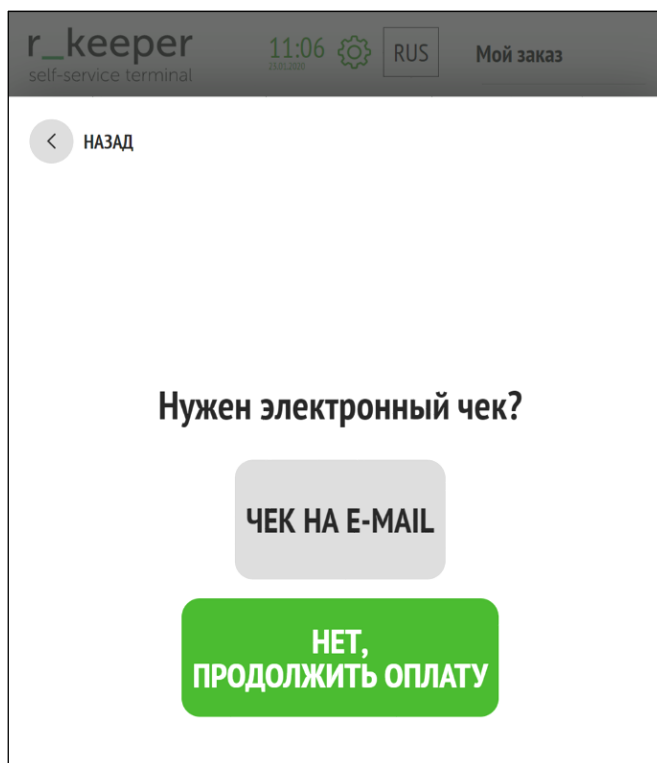 r_keeper
self-service terminal
11:06
RUS
Мой заказ
НАЗАД
Нужен электронный чек?
ЧЕК НА E-MAIL
НЕТ,
ПРОДОЛЖИТЬ ОПЛАТУ